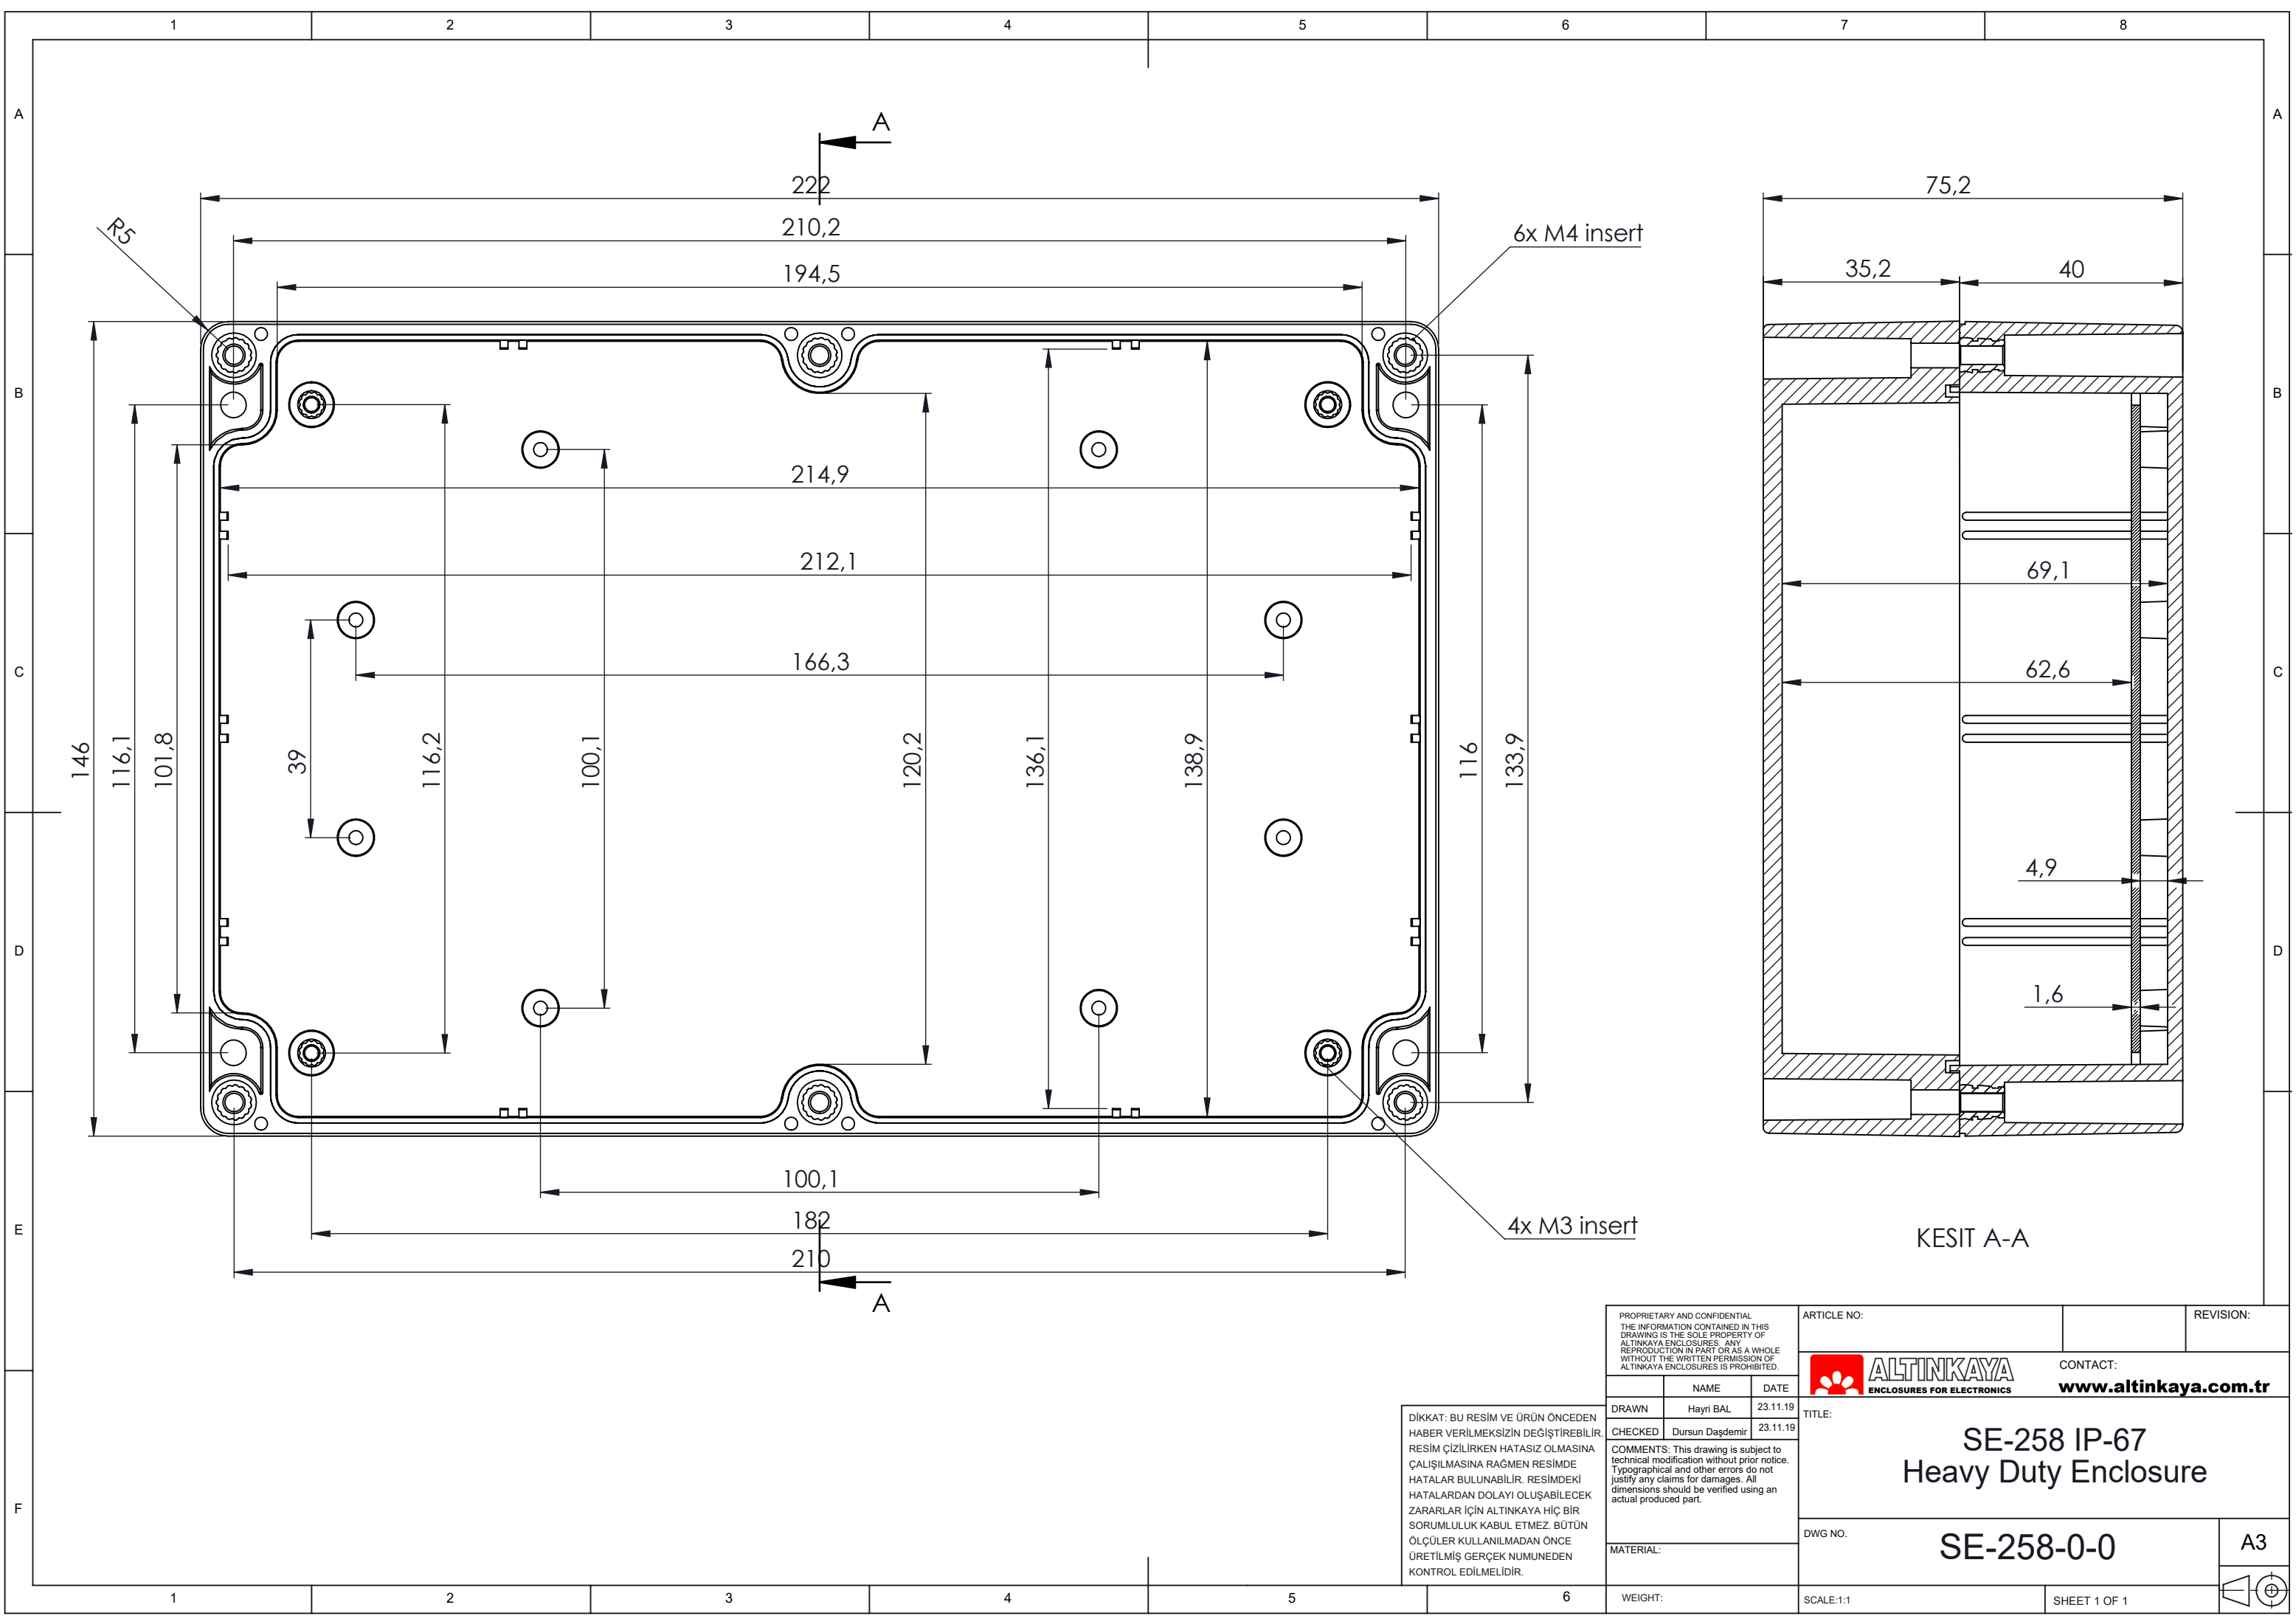 1 2 3 4 5 6 7 8
A A
B B
C C
D D
E
F
A
222
210,2
194,5
R5
6x M4 insert
75,2
35,2 40
214,9
212,1
166,3
146
116,1
101,8
39
116,2
100,1
120,2
136,1
138,9
116
133,9
69,1
62,6
4,9
1,6
100,1
182
210
A
4x M3 insert
KESIT A-A
DİKKAT: BU RESİM VE ÜRÜN ÖNCEDEN
HABER VERİLMEKSİZİN DEĞİŞTİREBİLİR.
RESİM ÇİZİLİRKEN HATASIZ OLMASINA
ÇALIŞILMASINA RAĞMEN RESİMDE
HATALAR BULUNABİLİR. RESİMDEKİ
HATALARDAN DOLAYI OLUŞABİLECEK
ZARARLAR İÇİN ALTINKAYA HİÇ BİR
SORUMLULUK KABUL ETMEZ. BÜTÜN
ÖLÇÜLER KULLANILMADAN ÖNCE
ÜRETİLMİŞ GERÇEK NUMUNEDEN
KONTROL EDİLMELİDİR.
PROPRIETARY AND CONFIDENTIAL
THE INFORMATION CONTAINED IN THIS
DRAWING IS THE SOLE PROPERTY OF
ALTINKAYA ENCLOSURES. ANY
REPRODUCTION IN PART OR AS A WHOLE
WITHOUT THE WRITTEN PERMISSION OF
ALTINKAYA ENCLOSURES IS PROHIBITED.
NAME DATE
DRAWN Hayri BAL 23.11.19
CHECKED Dursun Daşdemir 23.11.19
COMMENTS: This drawing is subject to
technical modification without prior notice.
Typographical and other errors do not
justify any claims for damages. All
dimensions should be verified using an
actual produced part.
MATERIAL:
WEIGHT:
ARTICLE NO: REVISION:
ALTINKAYA
ENCLOSURES FOR ELECTRONICS
CONTACT:
www.altinkaya.com.tr
TITLE:
SE-258 IP-67
Heavy Duty Enclosure
DWG NO.
SE-258-0-0
A3
SCALE:1:1
SHEET 1 OF 1
1 2 3 4 5 6